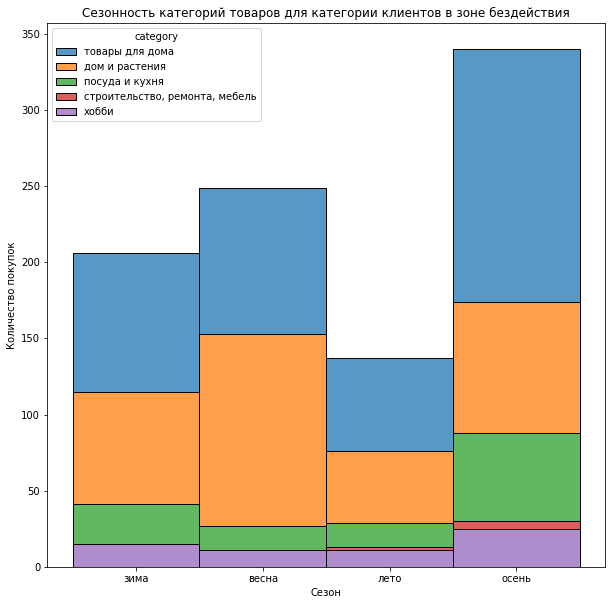 Сезонность категорий товаров для категории клиентов в зоне бездействия
350
300
250
200
150
100
50
0
Количество покупок
category
товары для дома
дом и растения
посуда и кухня
строительство, ремонта, мебель
хобби
зима
весна
лето
осень
Сезон